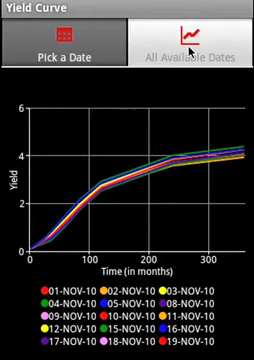 Yield Curve
Pick a Date
All Available Dates
6
4
2
0
Yield
0 100 200 300
Time (in months)
01-NOV-10 02-NOV-10 03-NOV-10
04-NOV-10 05-NOV-10 08-NOV-10
09-NOV-10 10-NOV-10 11-NOV-10
12-NOV-10 15-NOV-10 16-NOV-10
17-NOV-10 18-NOV-10 19-NOV-10